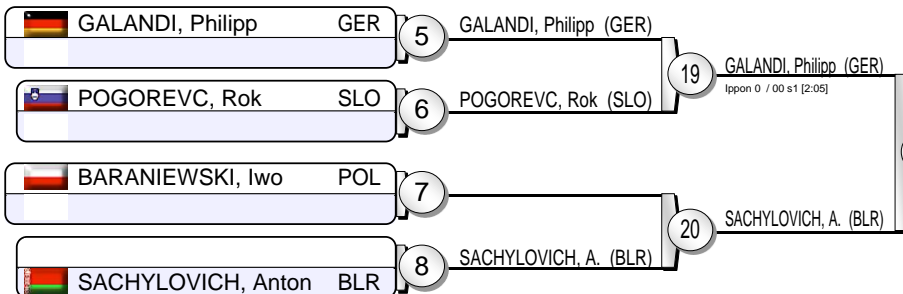 GALANDI, Philipp GER
5
GALANDI, Philipp (GER)
19
GALANDI, Philipp (GER)
Ippon 0 / 00 s1 [2:05]
POGOREVC, Rok SLO
6
POGOREVC, Rok (SLO)
BARANIEWSKI, Iwo POL
7
20
SACHYLOVICH, A. (BLR)
SACHYLOVICH, Anton BLR
8
SACHYLOVICH, A. (BLR)